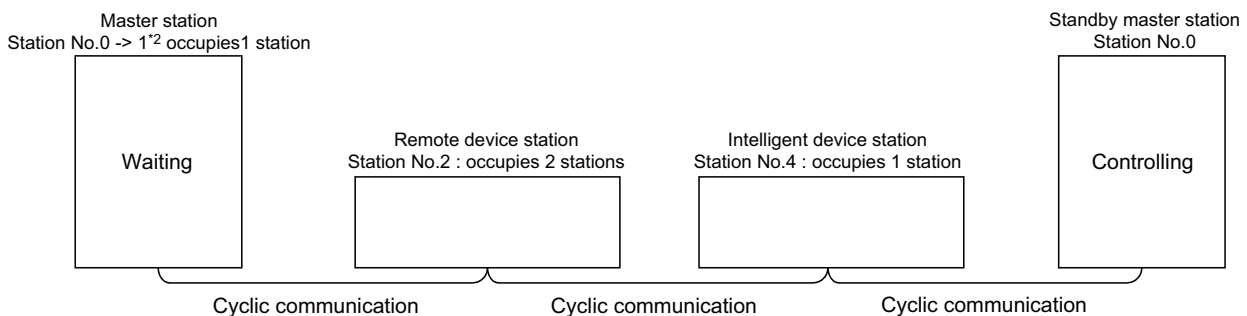 Master station
Station No.0 -> 1*2 occupies1 station
Waiting
Remote device station
Station No.2 : occupies 2 stations
Intelligent device station
Station No.4 : occupies 1 station
Standby master station
Station No.0
Controlling
Cyclic communication
Cyclic communication
Cyclic communication